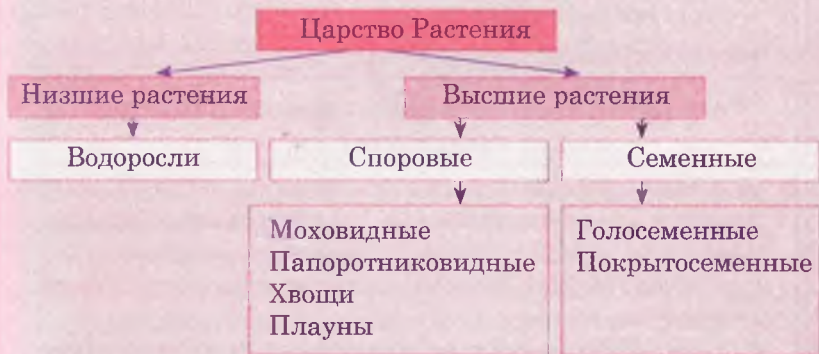 Царство Растения
Низшие растения
Высшие растения
Водоросли
Споровые
Семенные
Моховидные
Папоротниковидные
Хвощи
Плауны
Голосеменные
Покрытосеменные